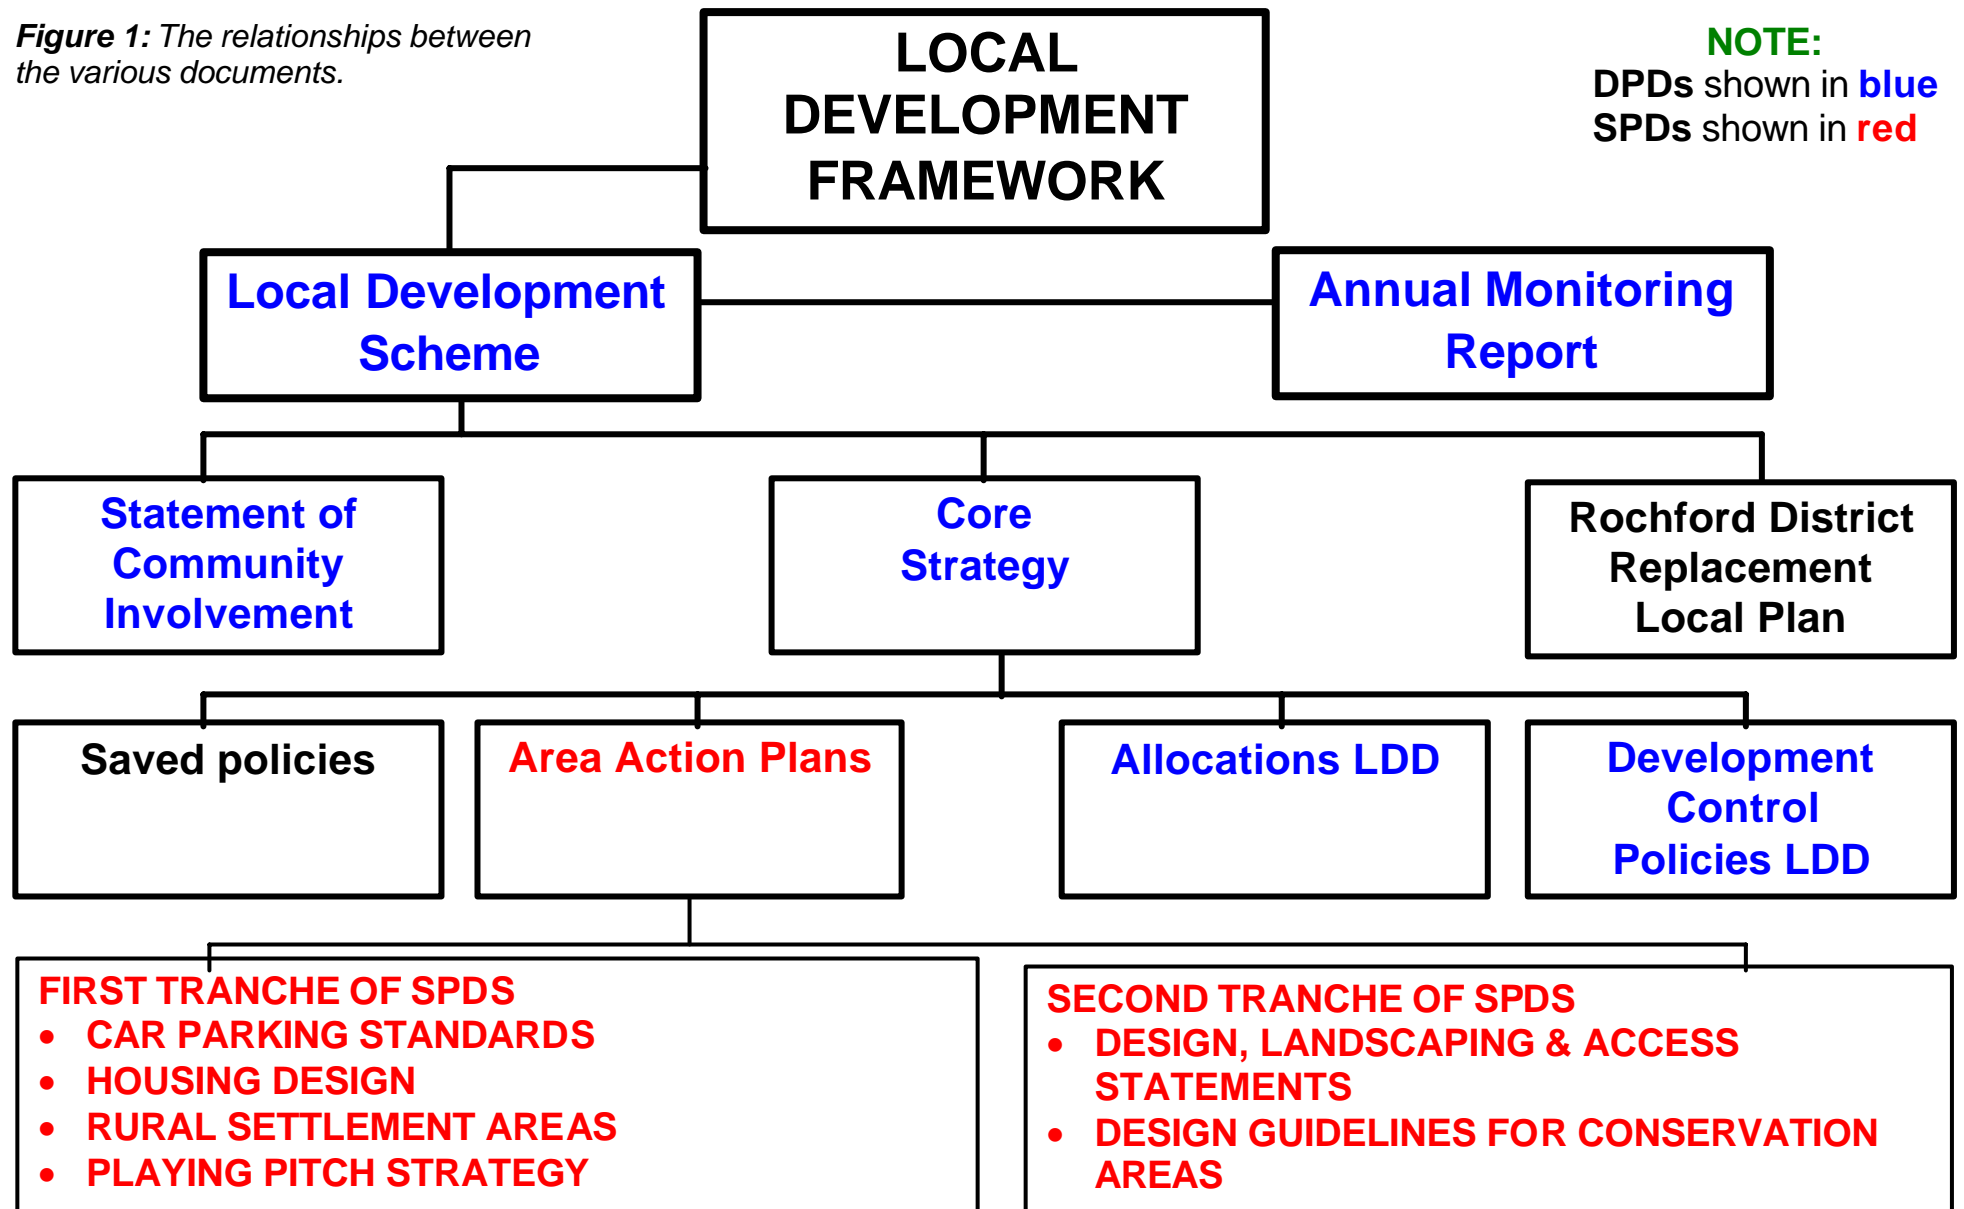 Figure 1: The relationships between
the various documents.
LOCAL
DEVELOPMENT
FRAMEWORK
NOTE:
DPDs shown in blue
SPDs shown in red
Local Development
Scheme
Annual Monitoring
Report
Statement of
Community
Involvement
Core
Strategy
Rochford District
Replacement
Local Plan
Saved policies
Area Action Plans
Allocations LDD
Development
Control
Policies LDD
FIRST TRANCHE OF SPDS
• CAR PARKING STANDARDS
• HOUSING DESIGN
• RURAL SETTLEMENT AREAS
• PLAYING PITCH STRATEGY
SECOND TRANCHE OF SPDS
• DESIGN, LANDSCAPING & ACCESS
STATEMENTS
• DESIGN GUIDELINES FOR CONSERVATION
AREAS